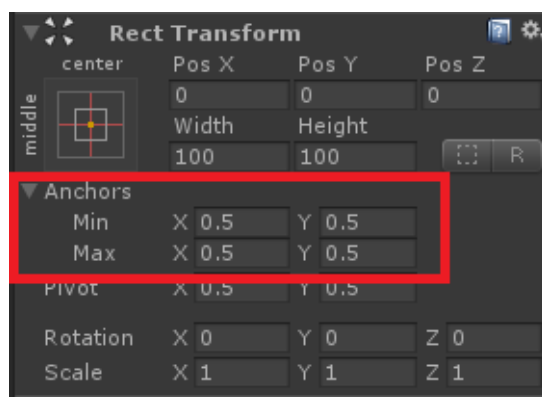 Rect Transform
center Pos X Pos Y Pos Z
middle
0 0 0
Width Height
100 100 R
Anchors
Min X 0.5 Y 0.5
Max X 0.5 Y 0.5
Pivot X 0.5 Y 0.5
Rotation X 0 Y 0 Z 0
Scale X 1 Y 1 Z 1